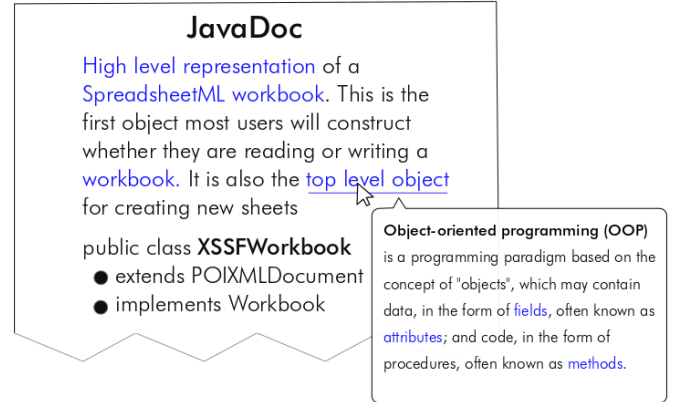 JavaDoc
High level representation of a
SpreadsheetML workbook. This is the
first object most users will construct
whether they are reading or writing a
workbook. It is also the top level object
for creating new sheets
public class XSSFWorkbook
● extends POIXMLDocument
● implements Workbook
Object-oriented programming (OOP)
is a programming paradigm based on the
concept of "objects", which may contain
data, in the form of fields, often known as
attributes; and code, in the form of
procedures, often known as methods.